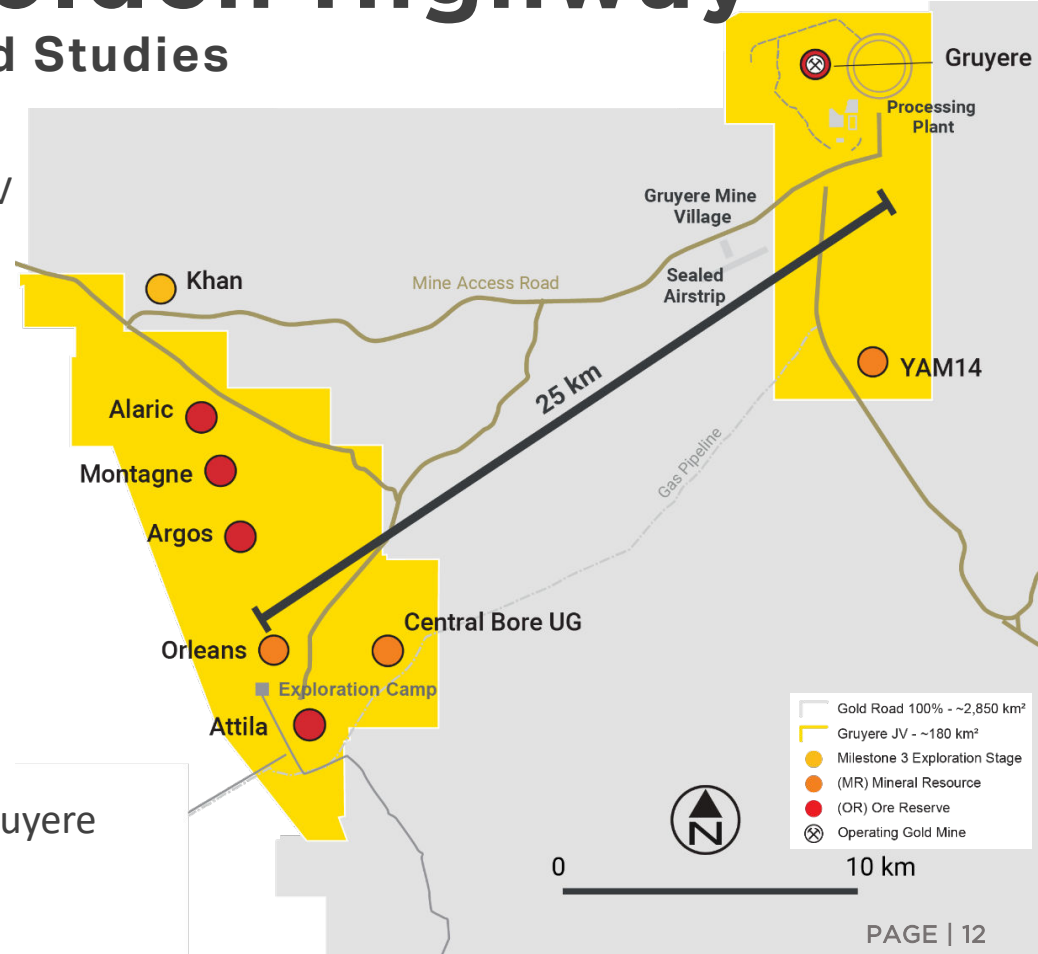 Highway
d Studies
Gruyere
Processing
Plant
V
Gruyere Mine
Village
Sealed
Airstrip
Khan
Mine Access Road
25 km
YAM14
Alaric
Montagne
Gas Pipeline
Argos
Central Bore UG
Orleans
Exploration Camp
Attila
Gold Road 100% - ~2,850 km²
Gruyere JV - ~180 km²
Milestone 3 Exploration Stage
(MR) Mineral Resource
(OR) Ore Reserve
Operating Gold Mine
uyere
N
0 10 km
PAGE | 12